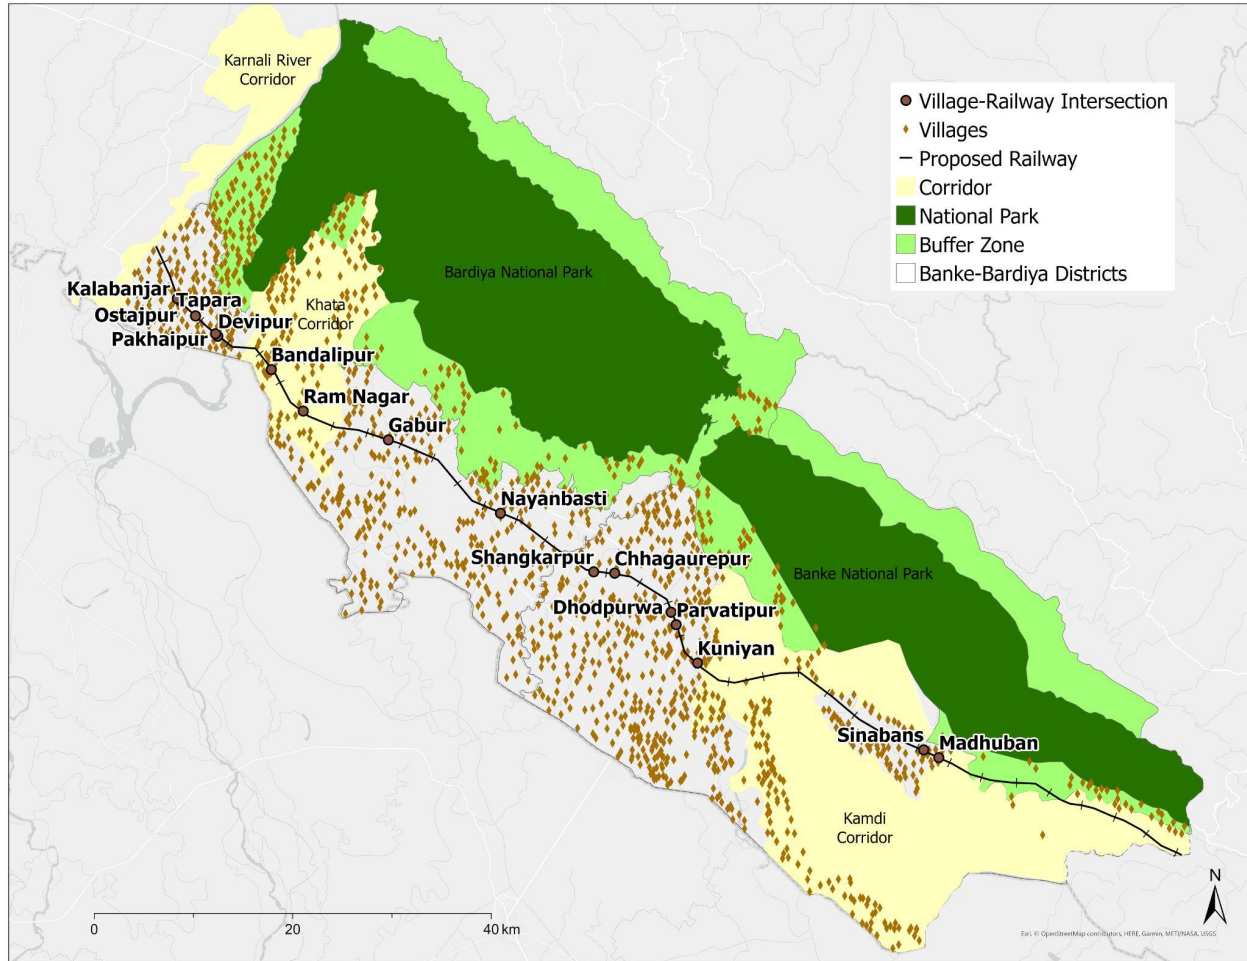 Karnali River
Corridor
Village-Railway Intersection
Villages
Proposed Railway
Corridor
National Park
Buffer Zone
Banke-Bardiya Districts
Bardiya National Park
Kalabanjar
Tapara
Ostajpur
Devipur
Pakhaipur
Khata
Corridor
Bandalipur
Ram Nagar
Gabur
Nayanbasti
Shangkarpur
Chhagaurepur
Banke National Park
Dhodpurwa
Parvatipur
Kuniyan
Sinabans
Madhuban
Kamdi
Corridor
N
0 20 40 km
Esri, © OpenStreetMap contributors, HERE, Garmin, METI/NASA, USGS